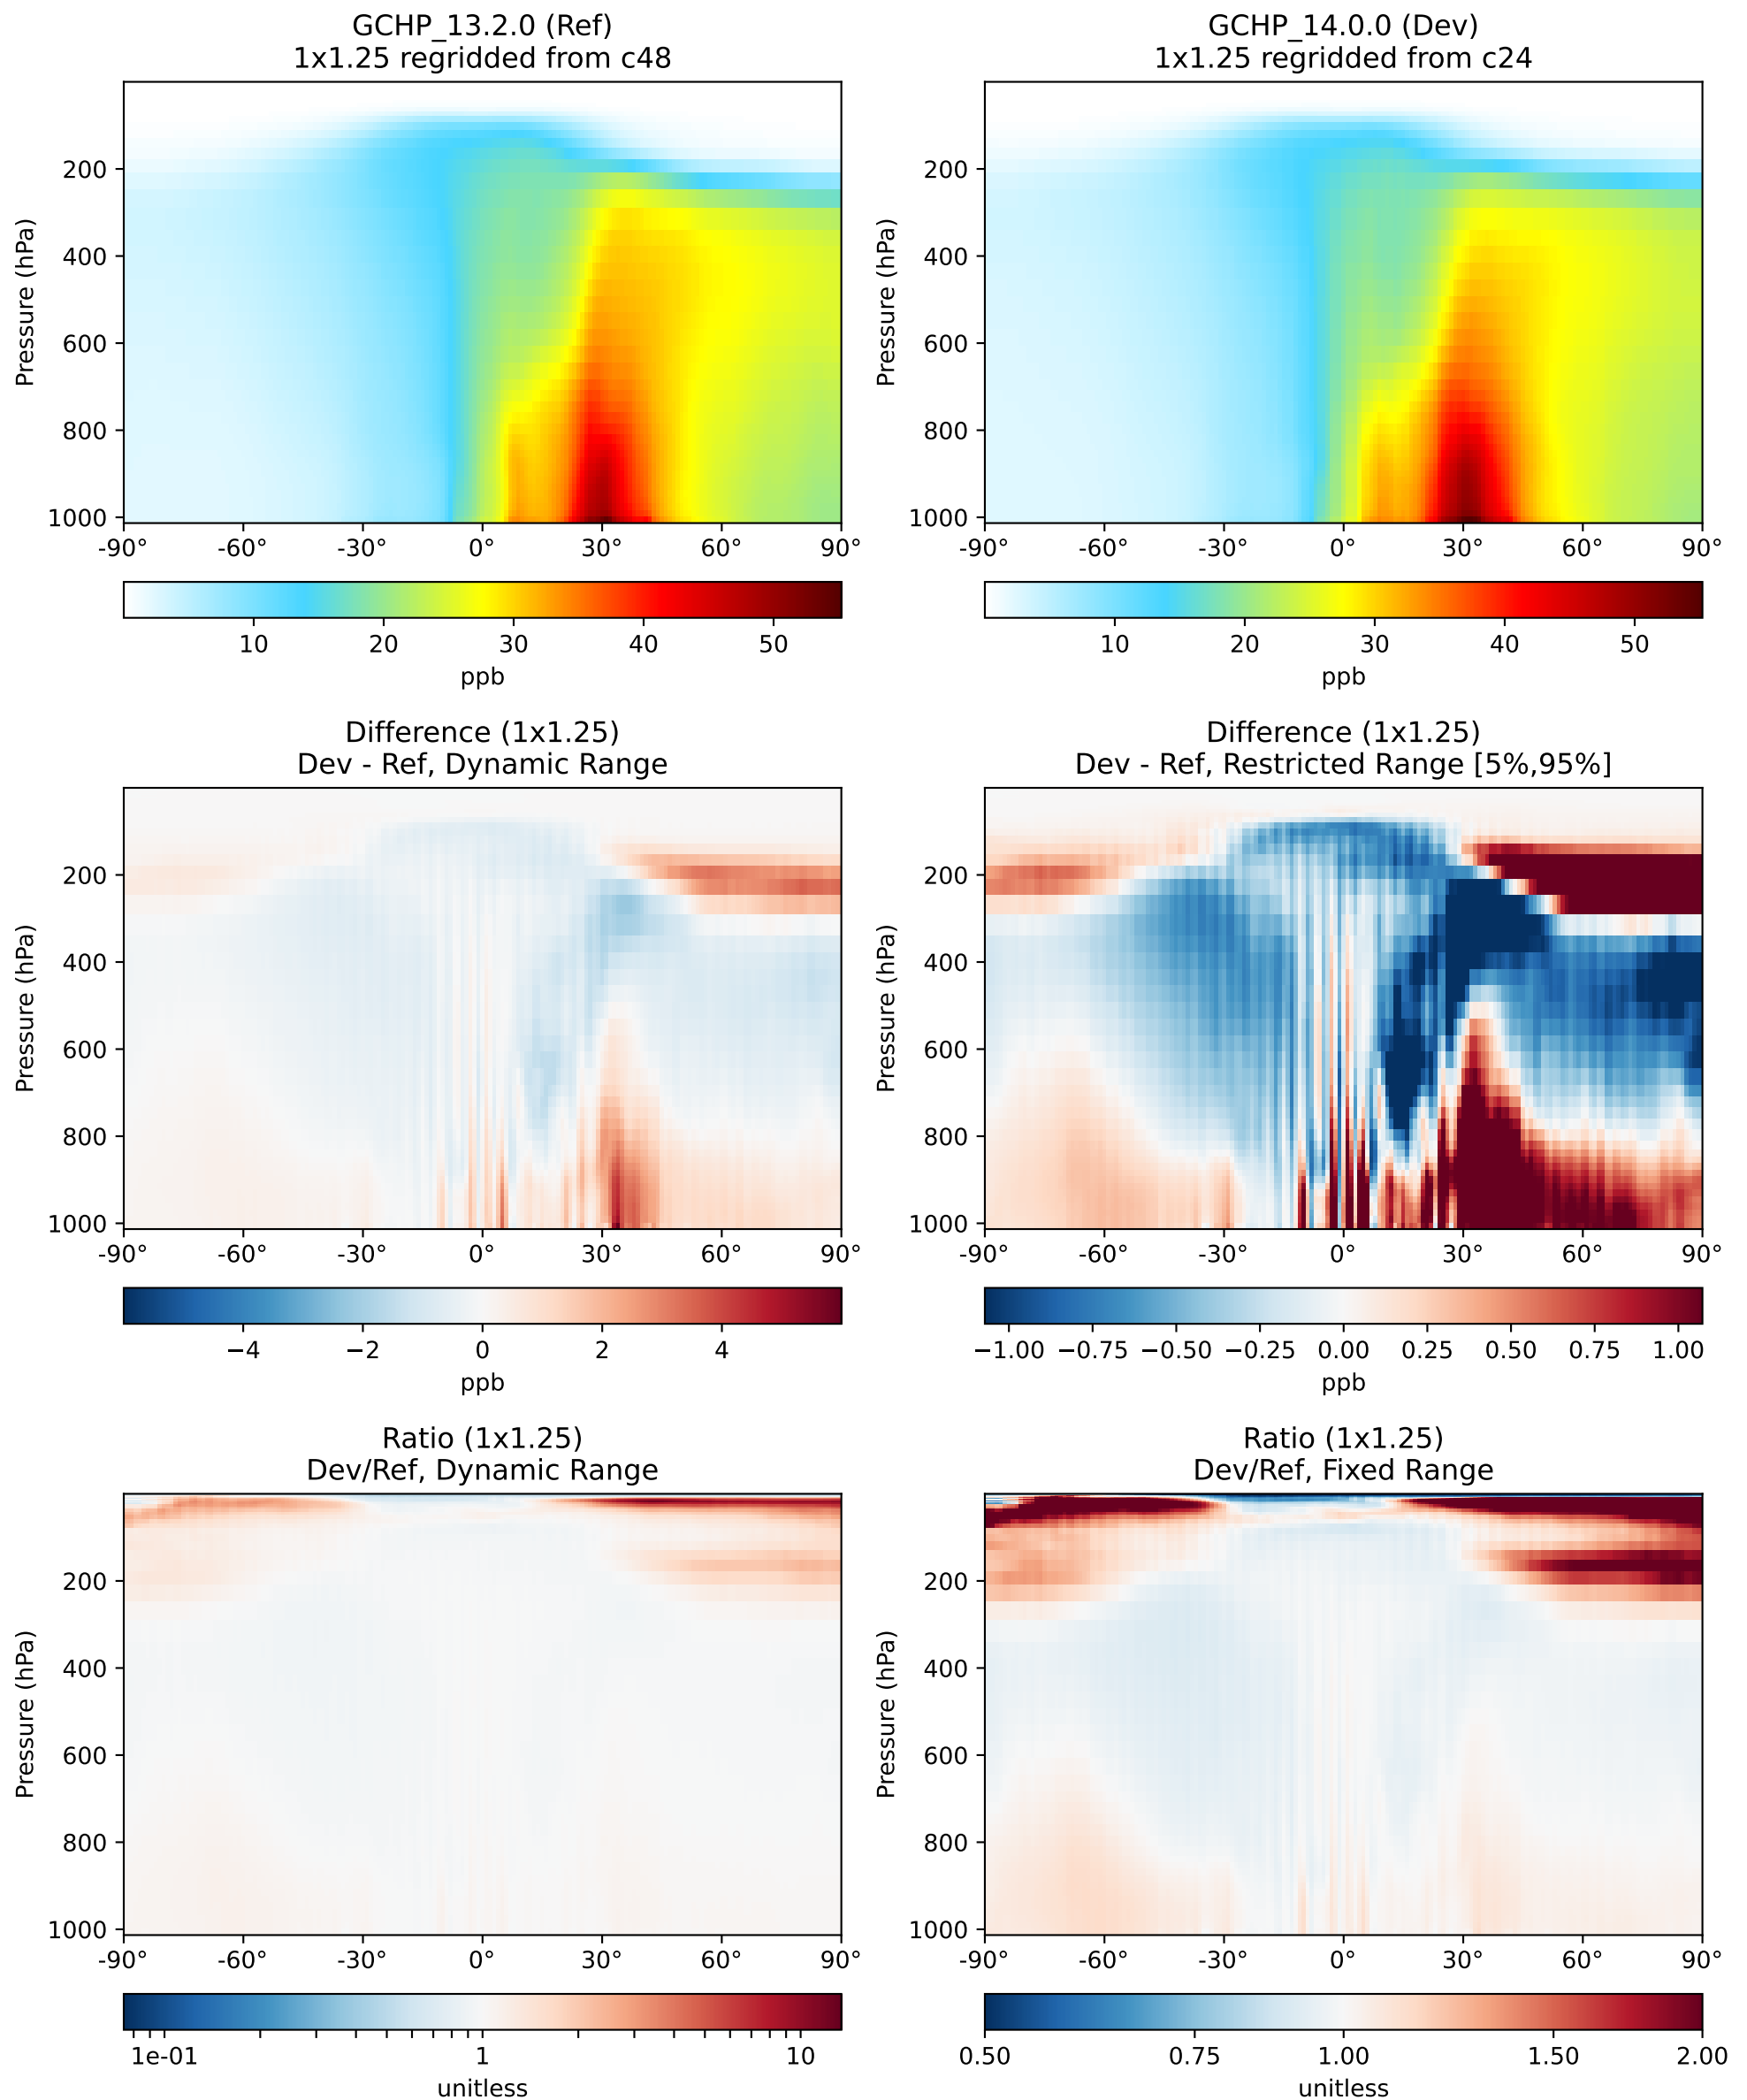 GCHP_13.2.0 (Ref)
1x1.25 regridded from c48
Pressure (hPa)
200
400
600
800
1000
-90° -60° -30° 0° 30° 60° 90°
10 20 30 40 50
ppb
GCHP_14.0.0 (Dev)
1x1.25 regridded from c24
Pressure (hPa)
200
400
600
800
1000
-90° -60° -30° 0° 30° 60° 90°
10 20 30 40 50
ppb
Difference (1x1.25)
Dev - Ref, Dynamic Range
Pressure (hPa)
200
400
600
800
1000
-90° -60° -30° 0° 30° 60° 90°
−4 −2 0 2 4
ppb
Difference (1x1.25)
Dev - Ref, Restricted Range [5%,95%]
Pressure (hPa)
200
400
600
800
1000
-90° -60° -30° 0° 30° 60° 90°
−1.00 −0.75 −0.50 −0.25 0.00 0.25 0.50 0.75 1.00
ppb
Ratio (1x1.25)
Dev/Ref, Dynamic Range
Pressure (hPa)
200
400
600
800
1000
-90° -60° -30° 0° 30° 60° 90°
1e-01 1 10
unitless
Ratio (1x1.25)
Dev/Ref, Fixed Range
Pressure (hPa)
200
400
600
800
1000
-90° -60° -30° 0° 30° 60° 90°
0.50 0.75 1.00 1.50 2.00
unitless